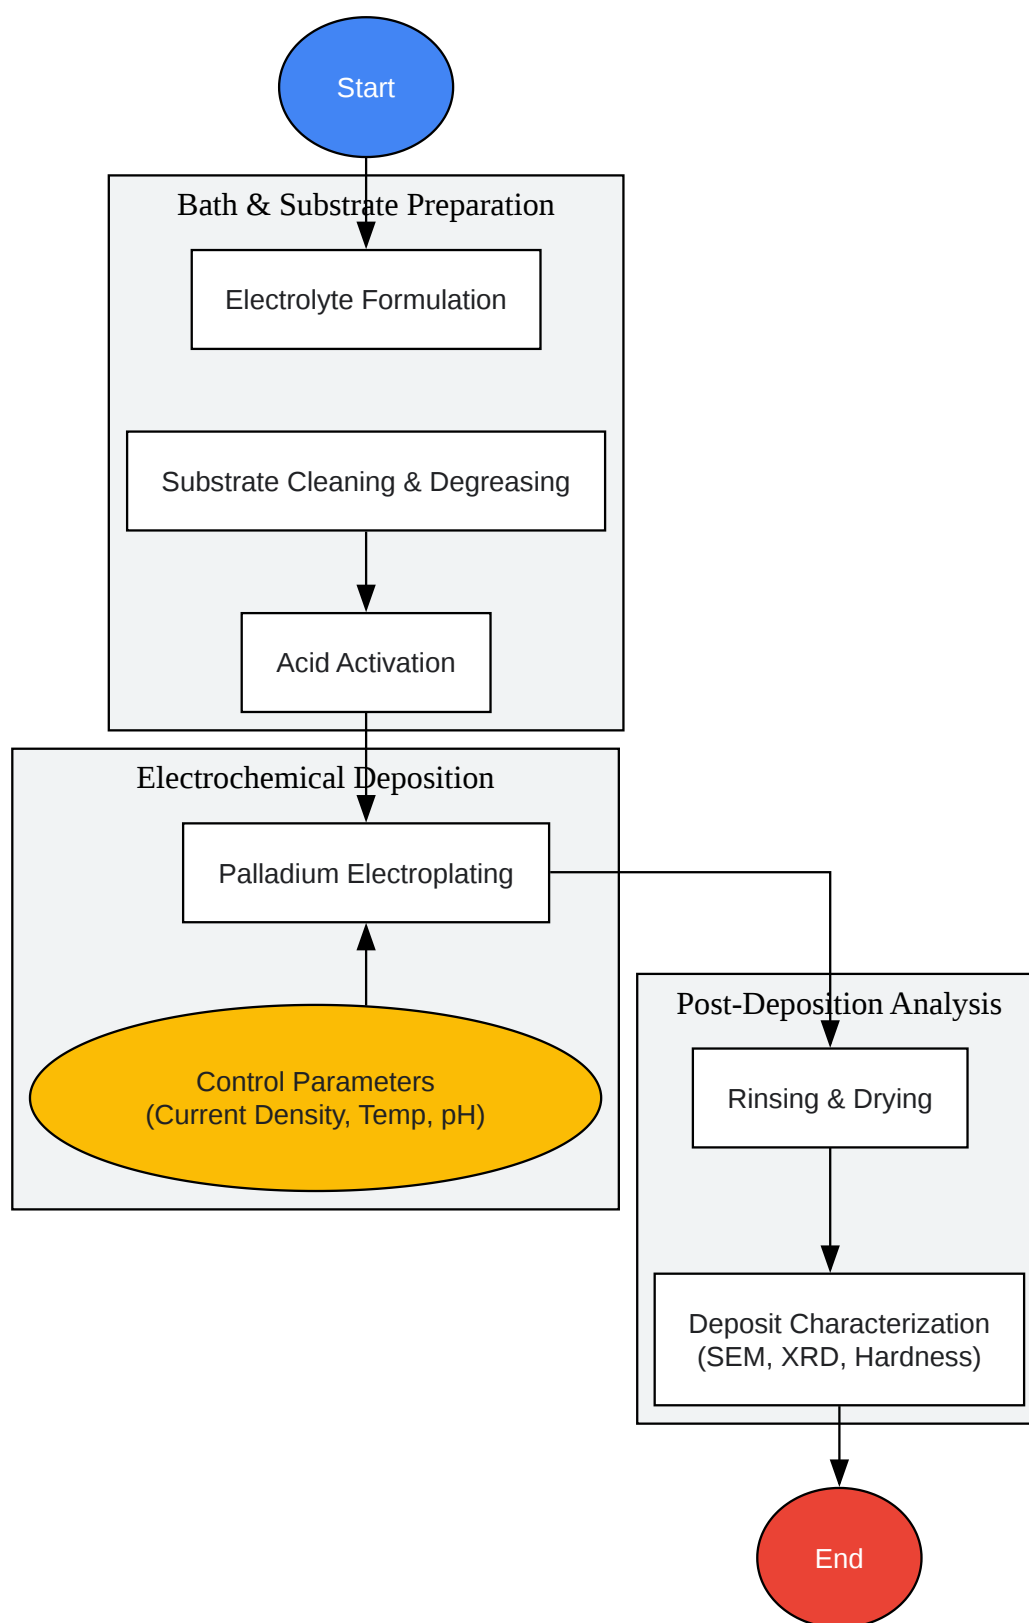 Start
Bath & Substrate Preparation
Electrolyte Formulation
Substrate Cleaning & Degreasing
Acid Activation
Electrochemical Deposition
Palladium Electroplating
Control Parameters
(Current Density, Temp, pH)
Post-Deposition Analysis
Rinsing & Drying
Deposit Characterization
(SEM, XRD, Hardness)
End